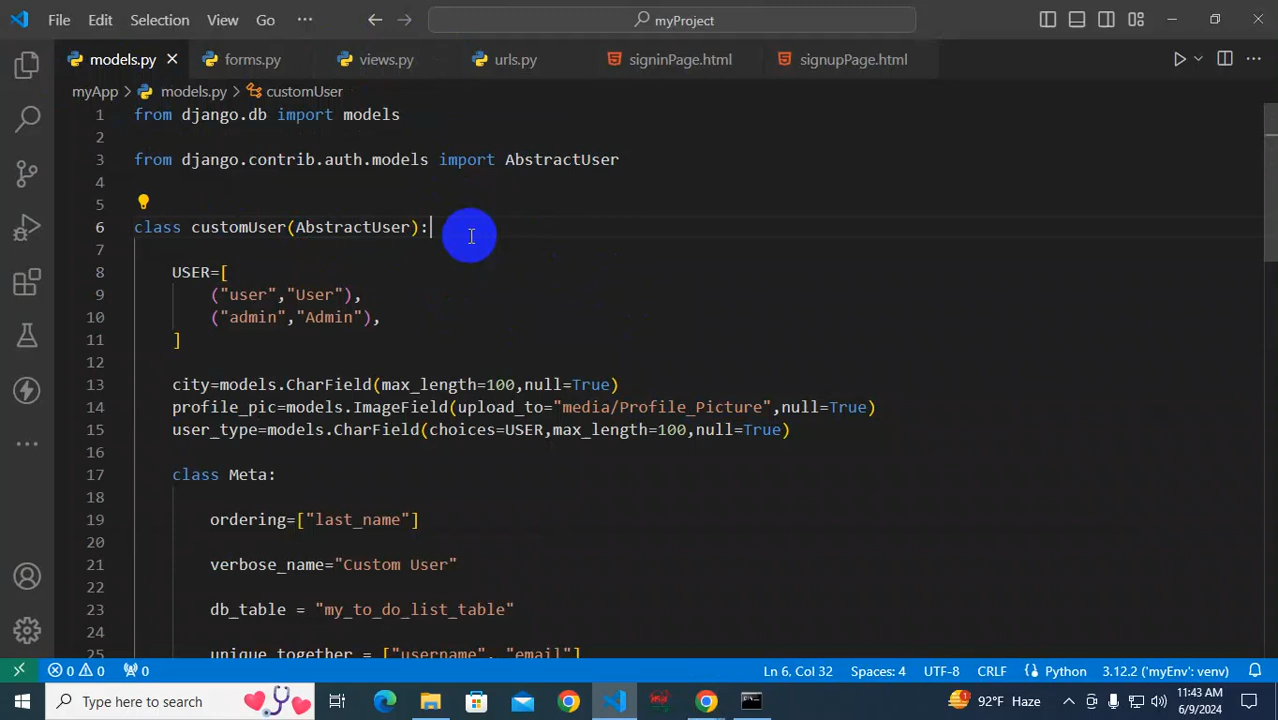 File Edit Selection View Go ··· myProject
models.py forms.py views.py urls.py signinPage.html signupPage.html
myApp > models.py > customUser
1 from django.db import models
2
3 from django.contrib.auth.models import AbstractUser
4
5
6 class customUser(AbstractUser):
7
8 USER=[
9 ("user","User"),
10 ("admin","Admin"),
11 ]
12
13 city=models.CharField(max_length=100,null=True)
14 profile_pic=models.ImageField(upload_to="media/Profile_Picture",null=True)
15 user_type=models.CharField(choices=USER,max_length=100,null=True)
16
17 class Meta:
18
19 ordering=["last_name"]
20
21 verbose_name="Custom User"
22
23 db_table = "my_to_do_list_table"
24
25 unique_together = ["username", "email"]
0 0 0 Ln 6, Col 32 Spaces: 4 UTF-8 CRLF Python 3.12.2 ('myEnv': venv)
Type here to search 92°F Haze 11:43 AM
6/9/2024